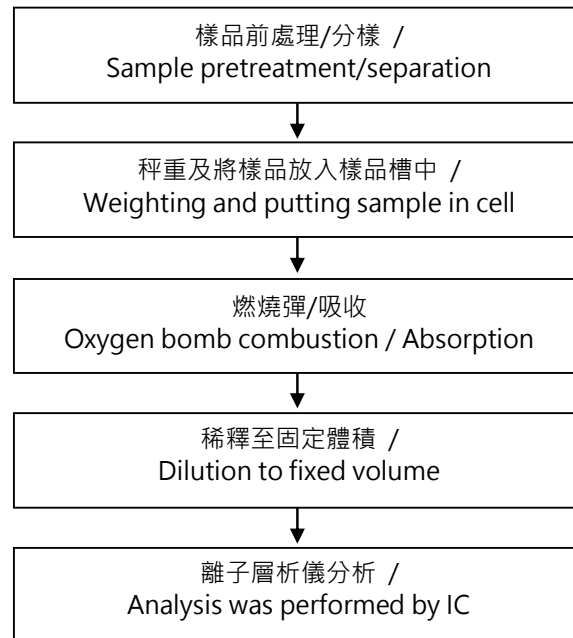 樣品前處理/分樣 /
Sample pretreatment/separation
秤重及將樣品放入樣品槽中 /
Weighting and putting sample in cell
燃燒彈/吸收
Oxygen bomb combustion / Absorption
稀釋至固定體積 /
Dilution to fixed volume
離子層析儀分析 /
Analysis was performed by IC